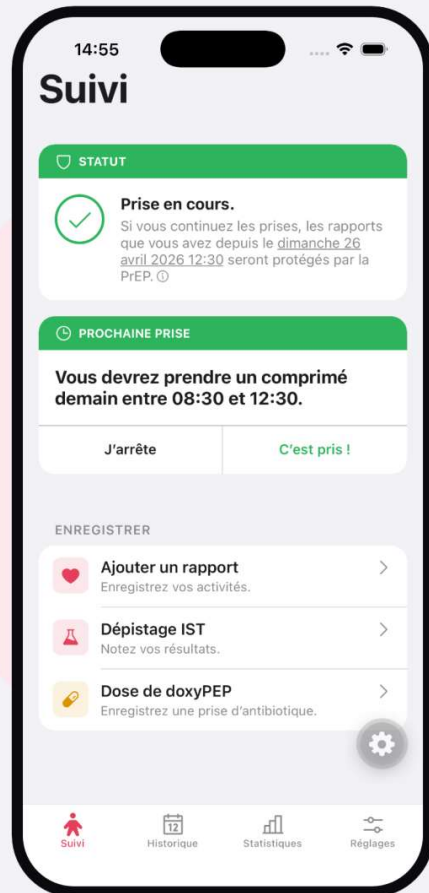 14:55
Suivi
STATUT
Prise en cours.
Si vous continuez les prises, les rapports
que vous avez depuis le dimanche 26
avril 2026 12:30 seront protégés par la
PrEP. ⓘ
PROCHAINE PRISE
Vous devrez prendre un comprimé
demain entre 08:30 et 12:30.
J'arrête
C'est pris !
ENREGISTRER
Ajouter un rapport
Enregistrez vos activités.
Dépistage IST
Notez vos résultats.
Dose de doxyPEP
Enregistrez une prise d'antibiotique.
12
Suivi
Historique
Statistiques
Réglages